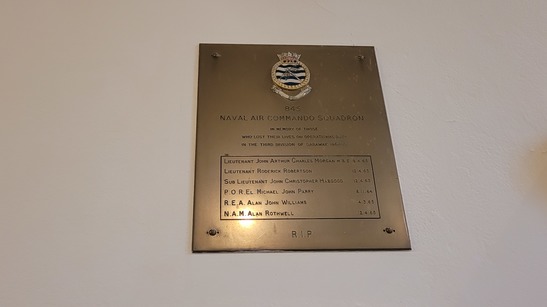 845
NAVAL AIR COMMANDO SQUADRON
IN MEMORY OF THOSE
WHO LOST THEIR LIVES ON OPERATIONS
IN THE THIRD DIVISION OF SARAWAK
LIEUTENANT JOHN ARTHUR CHARLES MORGAN
LIEUTENANT RODERICK ROBERTSON
SUB LIEUTENANT JOHN CHRISTOPHER
P.O.R.EL MICHAEL JOHN PARRY
R.E.A. ALAN JOHN WILLIAMS
N.A.M. ALAN ROTHWELL
R.I.P.